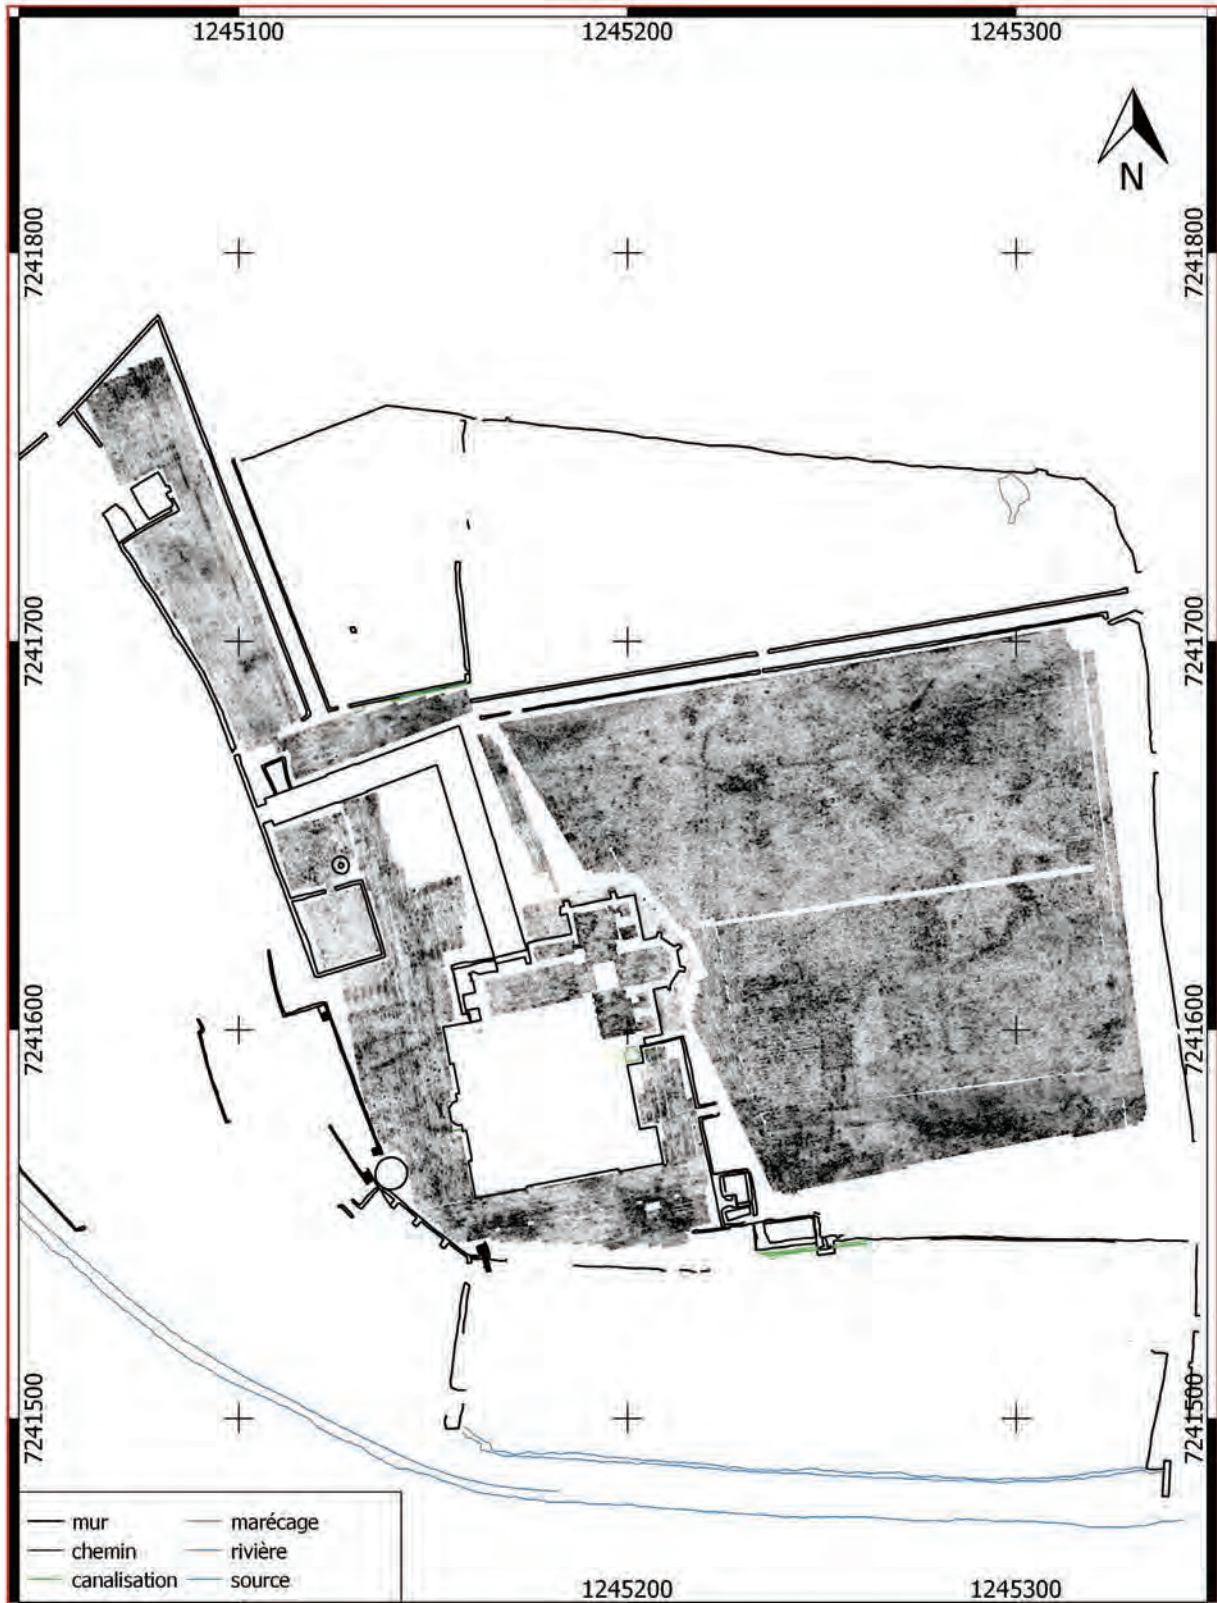 1245100 1245200 1245300
N
7241800 7241800
7241700 7241700
7241600 7241600
7241500 7241500
mur marécage
chemin rivière
canalisation source
1245200 1245300